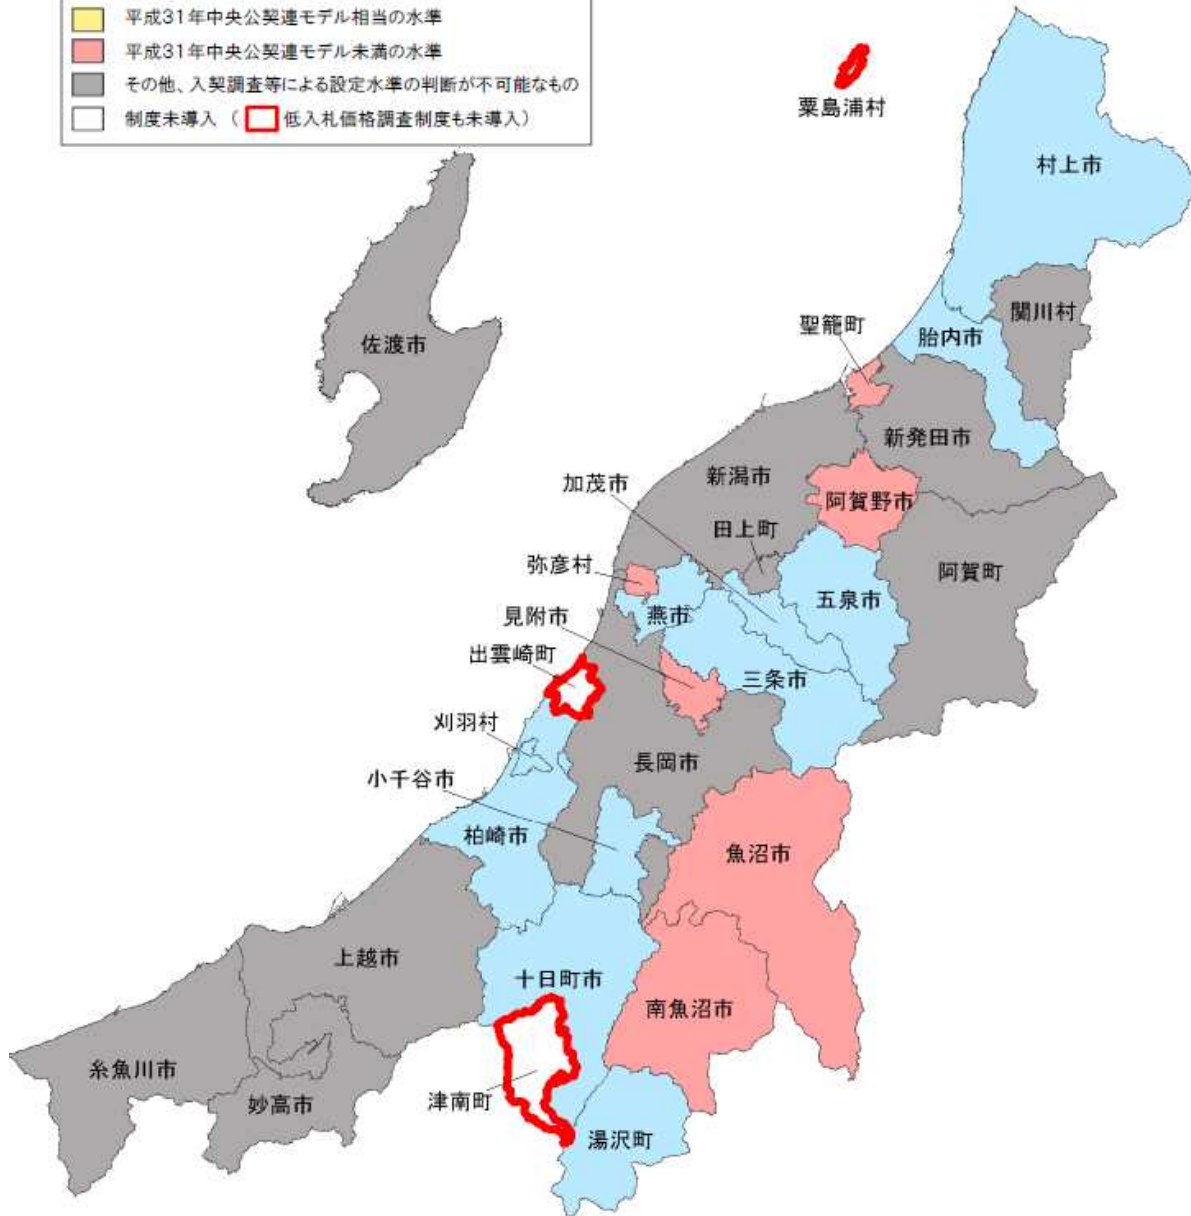 平成31年中央公契連モデル相当の水準
平成31年中央公契連モデル未満の水準
その他、入契調査等による設定水準の判断が不可能なもの
制度未導入 ( 低入札価格調査制度も未導入)
粟島浦村
村上市
関川村
聖籠町
胎内市
佐渡市
新発田市
新潟市
加茂市
阿賀野市
田上町
弥彦村
阿賀町
五泉市
燕市
見附市
出雲崎町
三条市
刈羽村
長岡市
小千谷市
柏崎市
魚沼市
上越市
十日町市
南魚沼市
糸魚川市
津南町
妙高市
湯沢町